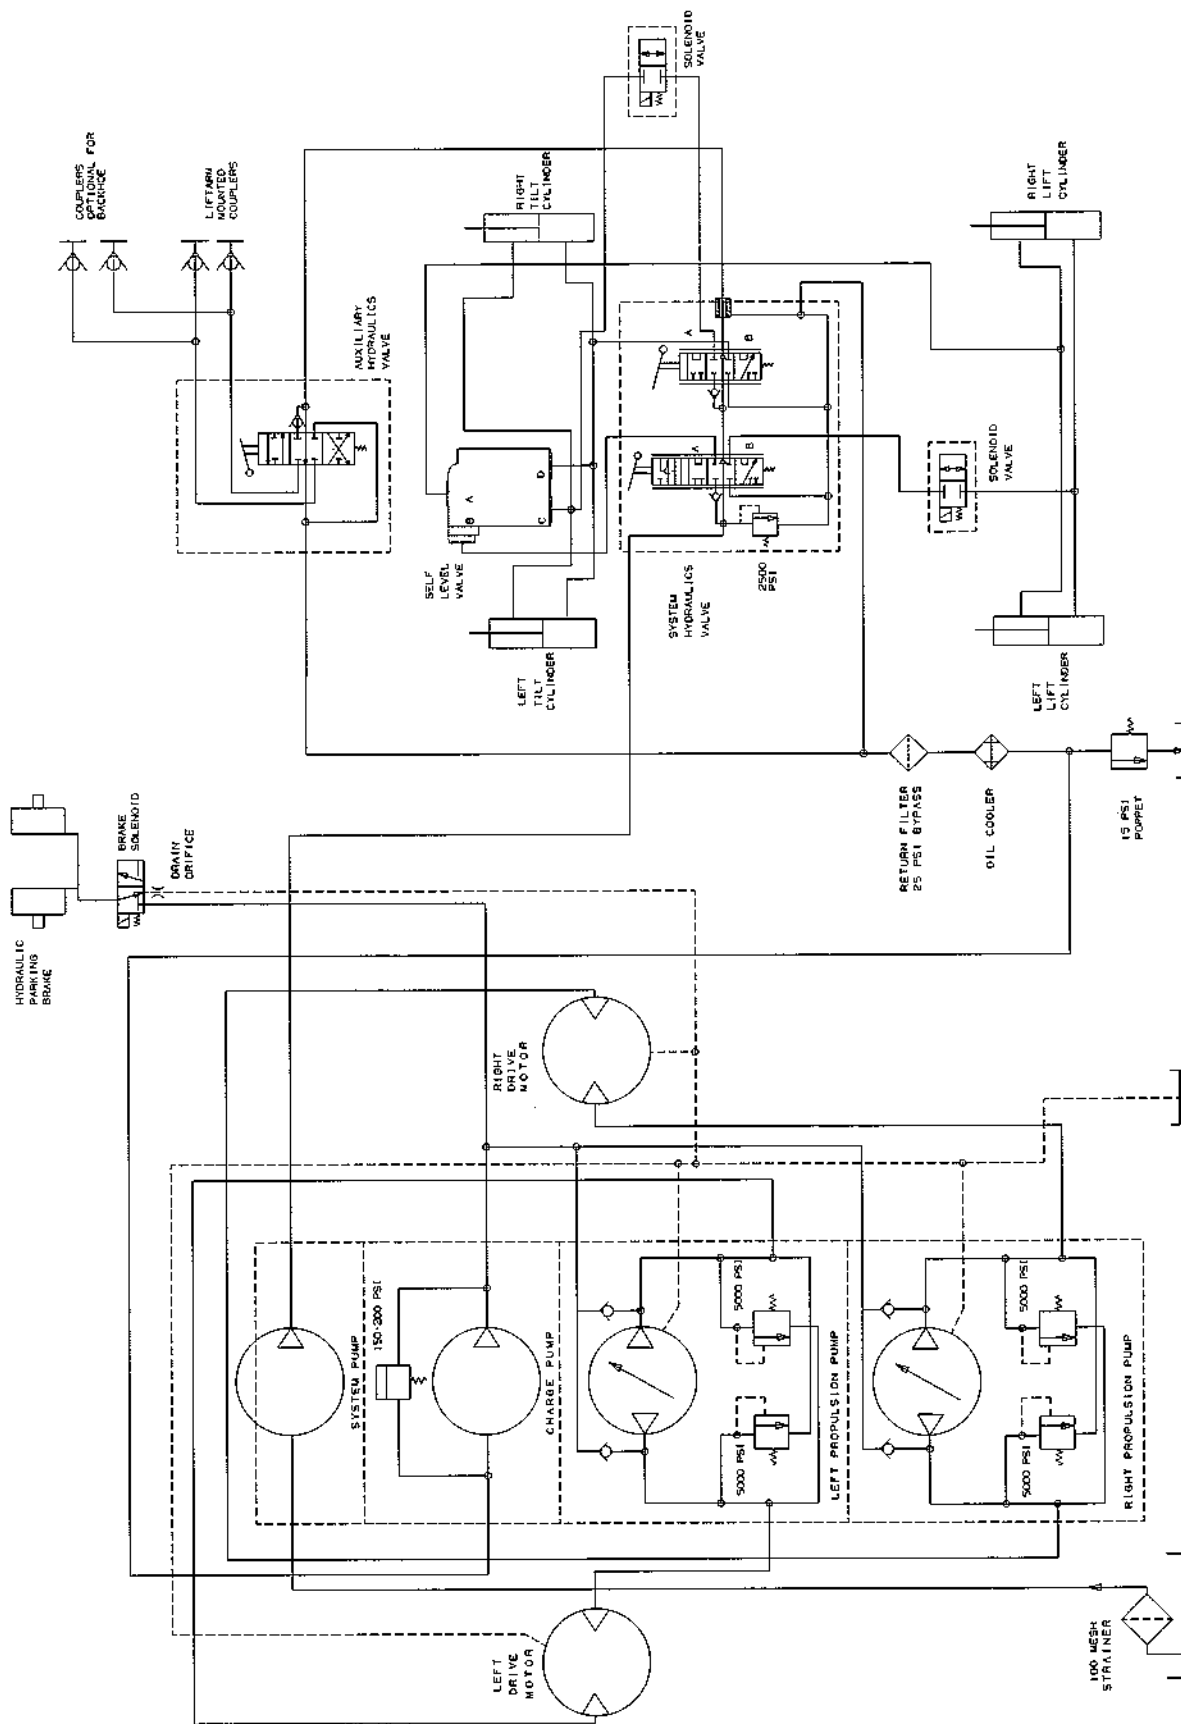 COUPLERS
OPTIONAL FOR
BACKHOE
LIFTARM
MOUNTED
COUPLERS
SOLENOID
VALVE
RIGHT
TILT
CYLINDER
RIGHT
LIFT
CYLINDER
AUXILIARY
HYDRAULICS
VALVE
A
B
A
B
A
B
C
D
SELF
LEVEL
VALVE
SYSTEM
HYDRAULICS
VALVE
2500
PSI
SOLENOID
VALVE
LEFT
TILT
CYLINDER
LEFT
LIFT
CYLINDER
HYDRAULIC
PARKING
BRAKE
BRAKE
SOLENOID
DRAIN
ORIFICE
RETURN FILTER
25 PSI BYPASS
OIL COOLER
15 PSI
POPPET
RIGHT
DRIVE
MOTOR
SYSTEM PUMP
150-200 PSI
CHARGE PUMP
5000 PSI
5000 PSI
LEFT PROPULSION PUMP
5000 PSI
5000 PSI
RIGHT PROPULSION PUMP
LEFT
DRIVE
MOTOR
100 MESH
STRAINER